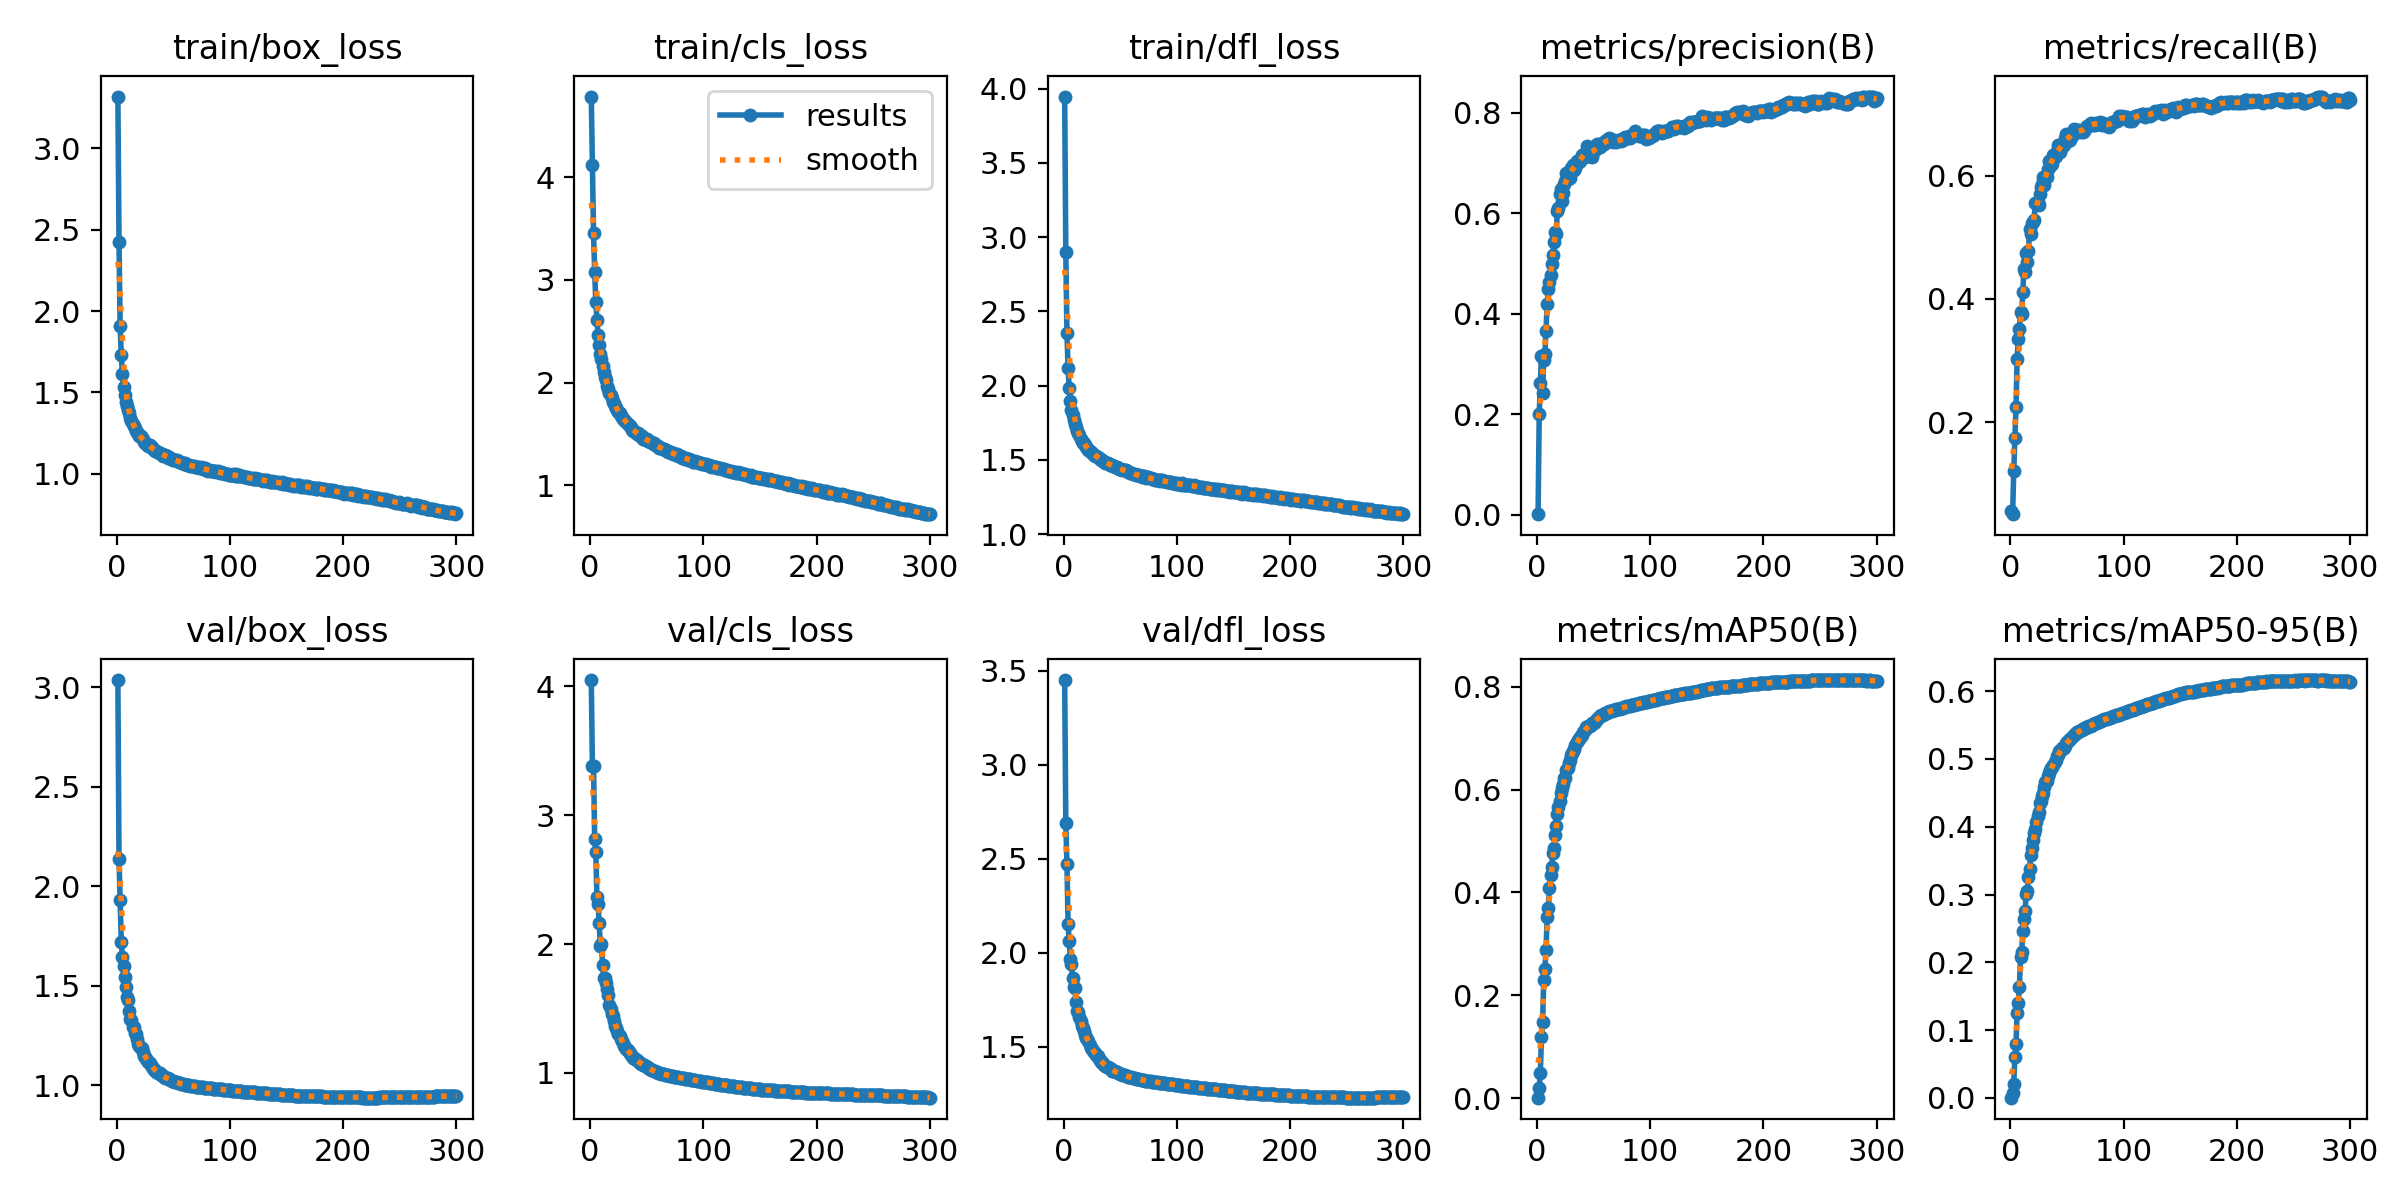 train/box_loss
train/cls_loss
train/dfl_loss
metrics/precision(B)
metrics/recall(B)
3.0
2.5
2.0
1.5
1.0
0 100 200 300
results
smooth
4
3
2
1
0 100 200 300
4.0
3.5
3.0
2.5
2.0
1.5
1.0
0 100 200 300
0.8
0.6
0.4
0.2
0.0
0 100 200 300
0.6
0.4
0.2
0 100 200 300
val/box_loss
val/cls_loss
val/dfl_loss
metrics/mAP50(B)
metrics/mAP50-95(B)
3.0
2.5
2.0
1.5
1.0
0 100 200 300
4
3
2
1
0 100 200 300
3.5
3.0
2.5
2.0
1.5
0 100 200 300
0.8
0.6
0.4
0.2
0.0
0 100 200 300
0.6
0.5
0.4
0.3
0.2
0.1
0.0
0 100 200 300